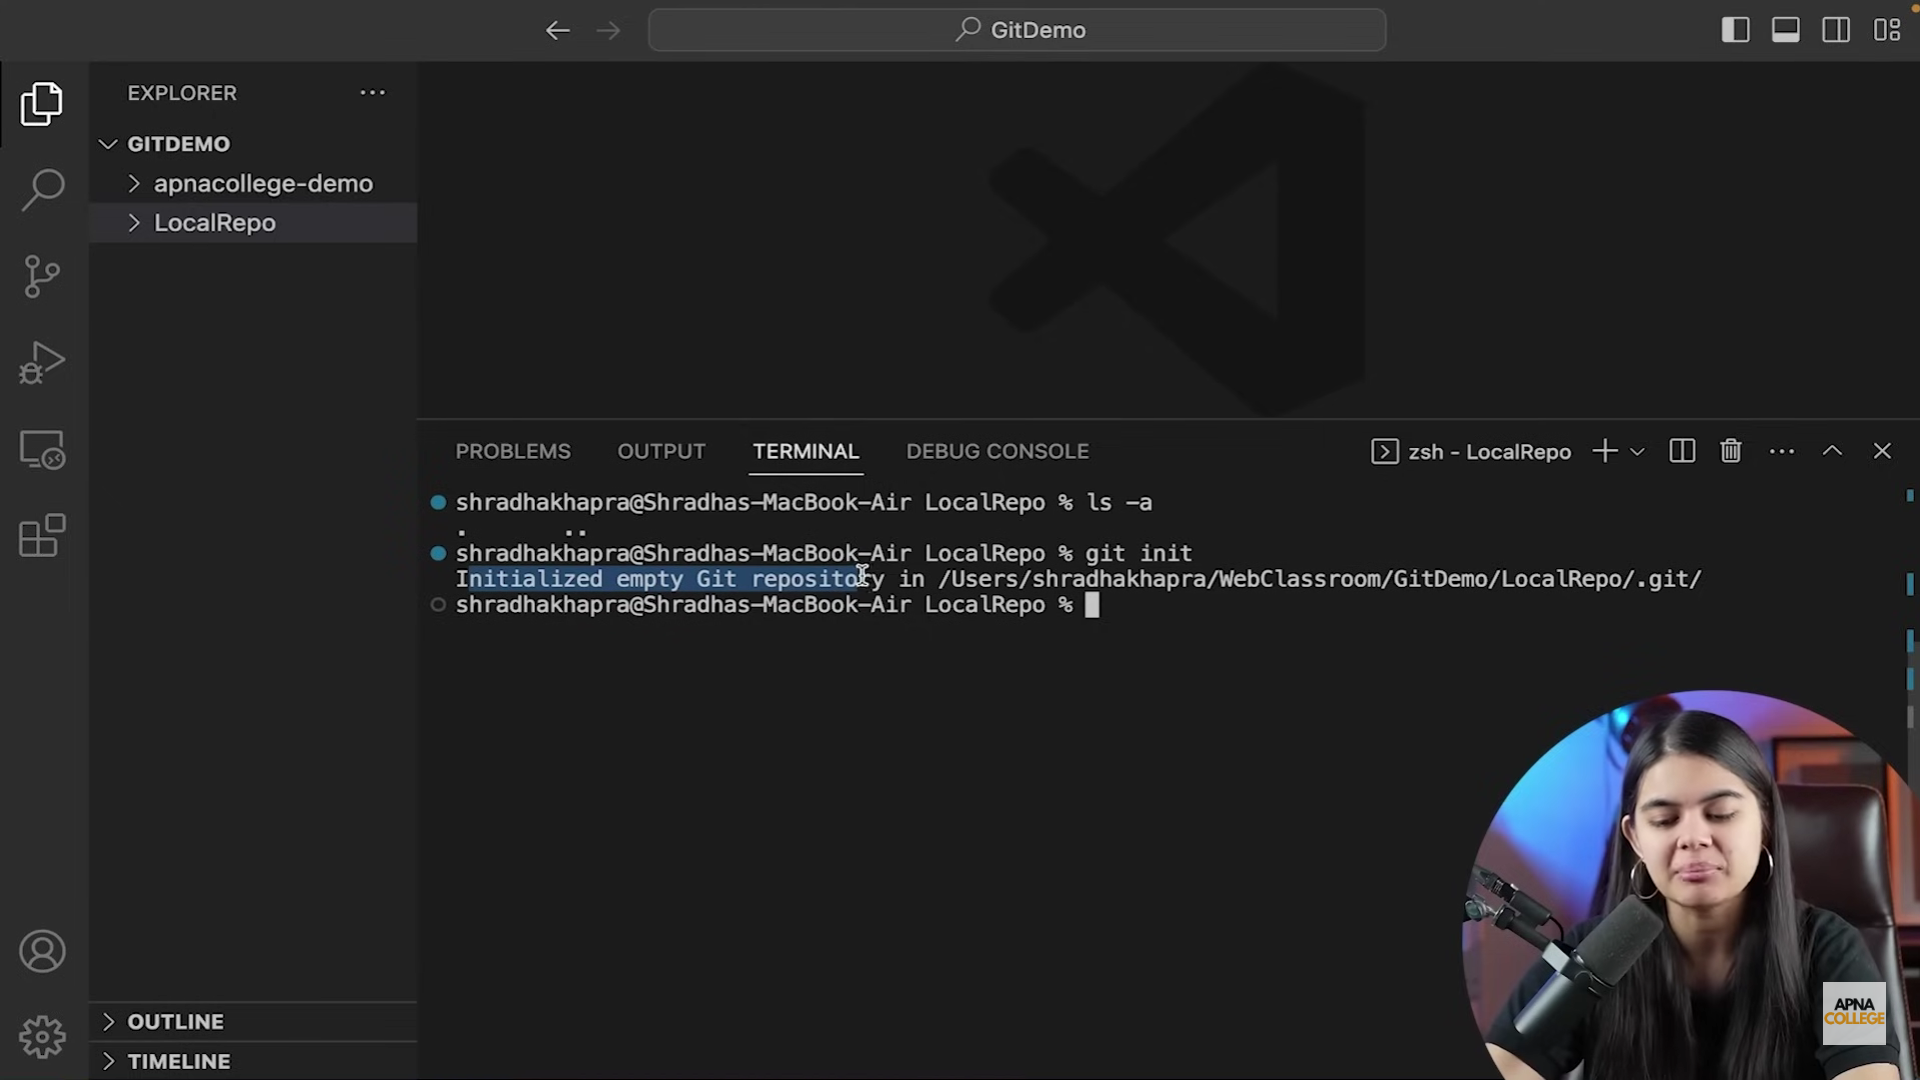 GitDemo
EXPLORER
GITDEMO
apnacollege-demo
LocalRepo
PROBLEMS OUTPUT TERMINAL DEBUG CONSOLE zsh - LocalRepo
shradhakhapra@Shradhas-MacBook-Air LocalRepo % ls -a
. ..
shradhakhapra@Shradhas-MacBook-Air LocalRepo % git init
Initialized empty Git repository in /Users/shradhakhapra/WebClassroom/GitDemo/LocalRepo/.git/
shradhakhapra@Shradhas-MacBook-Air LocalRepo %
OUTLINE
TIMELINE
APNA
COLLEGE